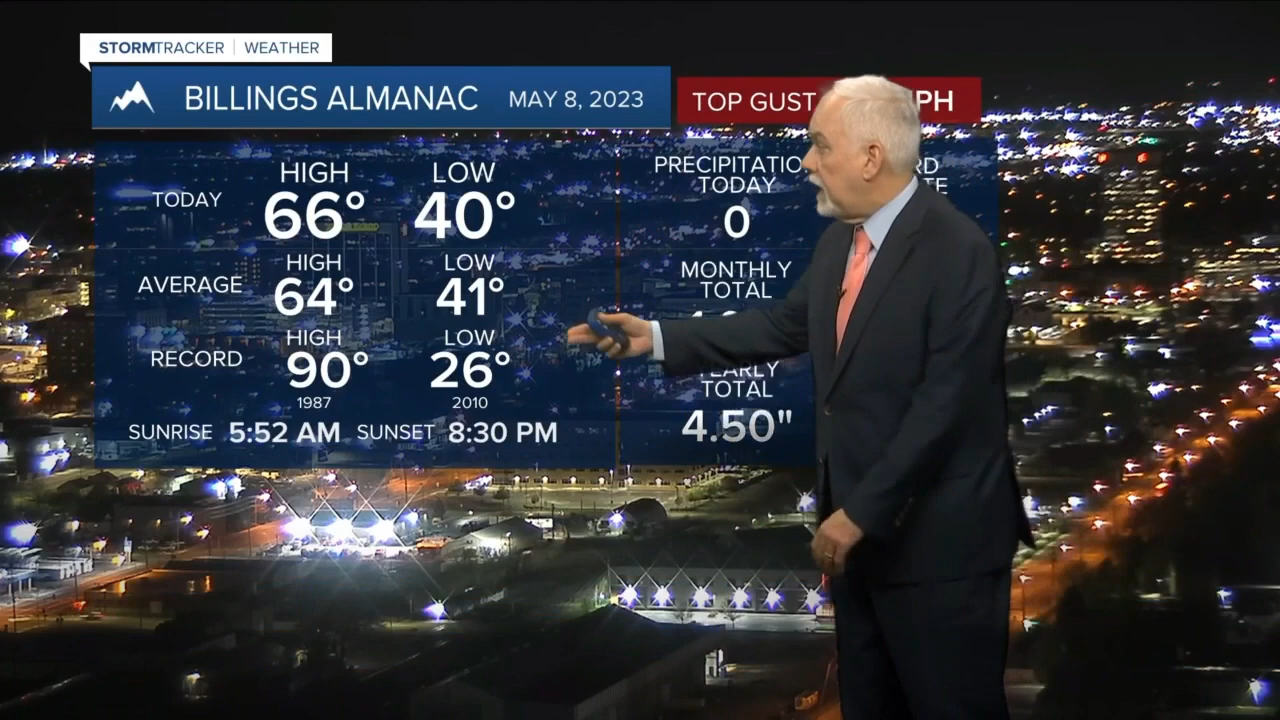 STORMTRACKER | WEATHER
BILLINGS ALMANAC MAY 8, 2023
TOP GUST
HIGH LOW
TODAY 66° 40°
HIGH LOW
AVERAGE 64° 41°
HIGH LOW
RECORD 90° 26°
1987 2010
SUNRISE 5:52 AM SUNSET 8:30 PM
TODAY
0
MONTHLY
TOTAL
TOTAL
4.50"